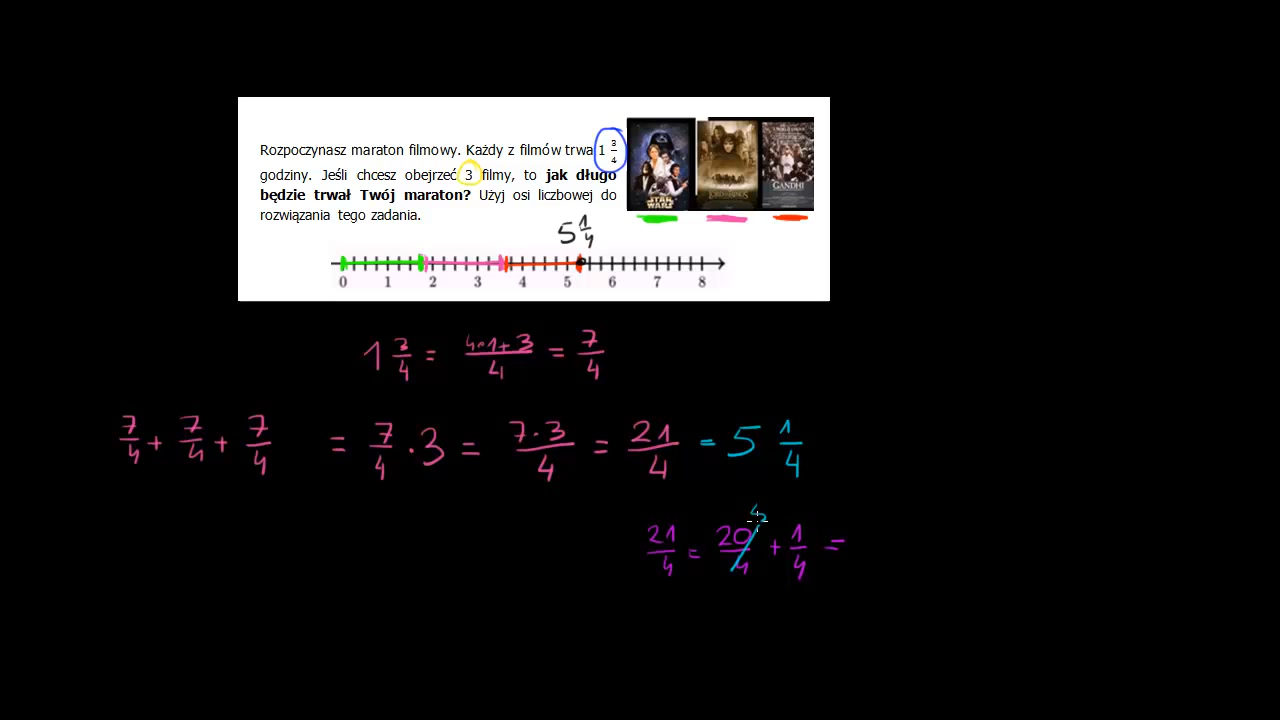 Rozpoczynasz maraton filmowy. Każdy z filmów trwa 1 3/4
godziny. Jeśli chcesz obejrzeć 3 filmy, to jak długo
będzie trwał Twój maraton? Użyj osi liczbowej do
rozwiązania tego zadania.
STAR WARS
GANDHI
5 1/4
0 1 2 3 4 5 6 7 8
1 3/4 = (4·1+3)/4 = 7/4
7/4 + 7/4 + 7/4 = 7/4 · 3 = (7·3)/4 = 21/4 = 5 1/4
21/4 = 20/4 + 1/4 =